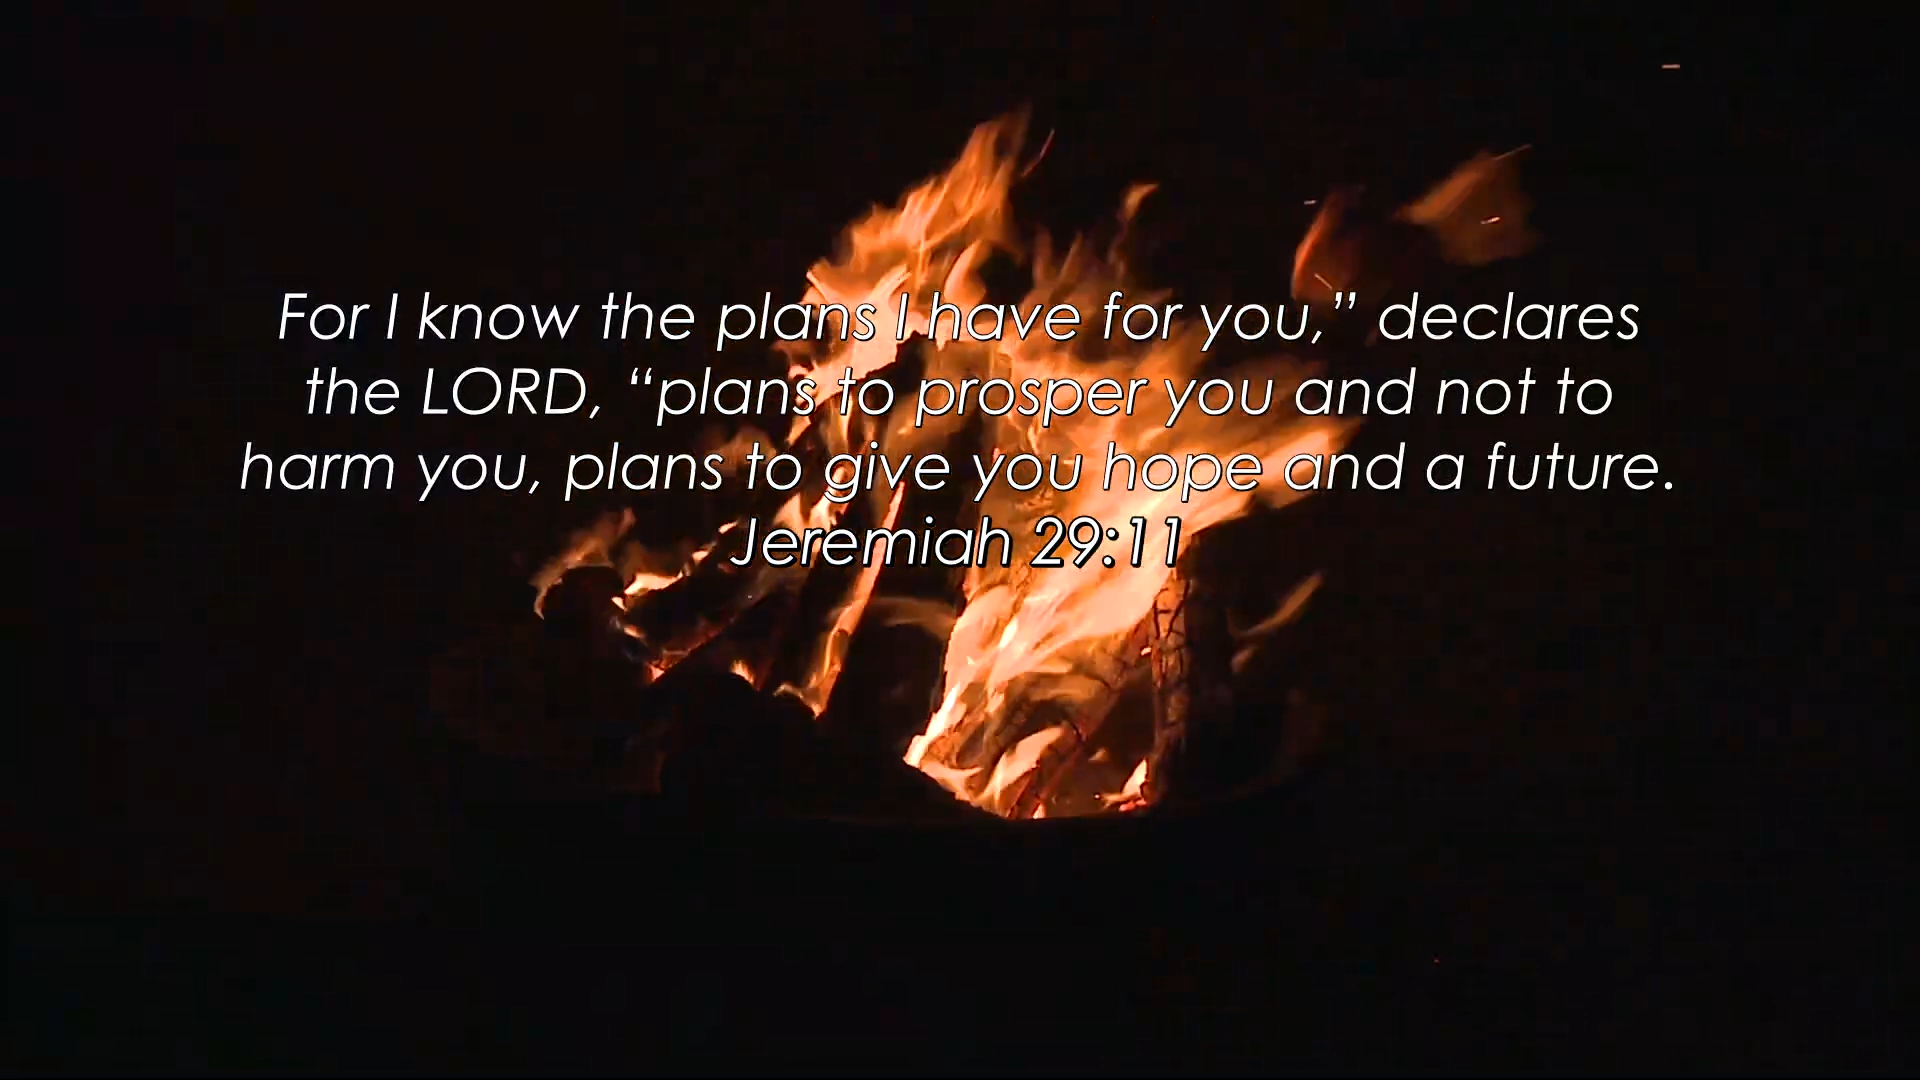 For I know the plans I have for you,” declares
the LORD, “plans to prosper you and not to
harm you, plans to give you hope and a future.
Jeremiah 29:11